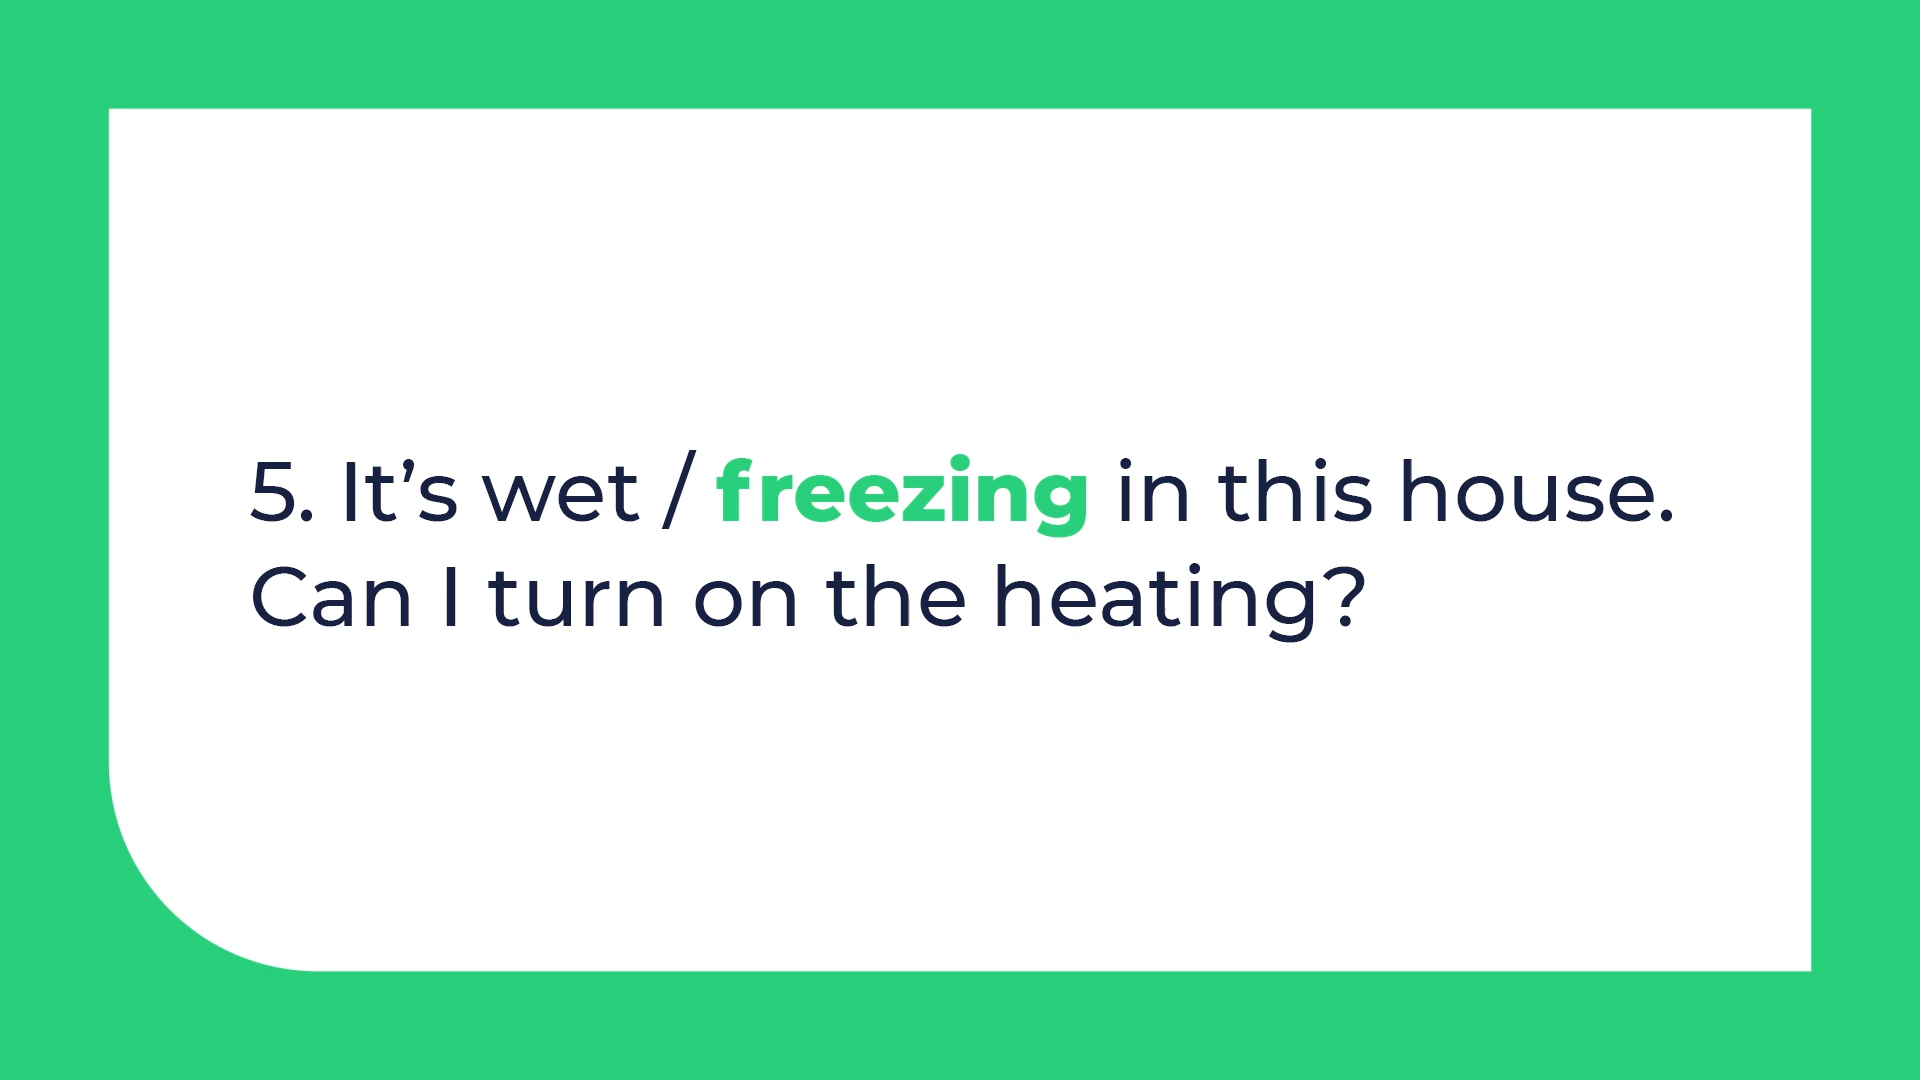 5. It’s wet / freezing in this house.
Can I turn on the heating?